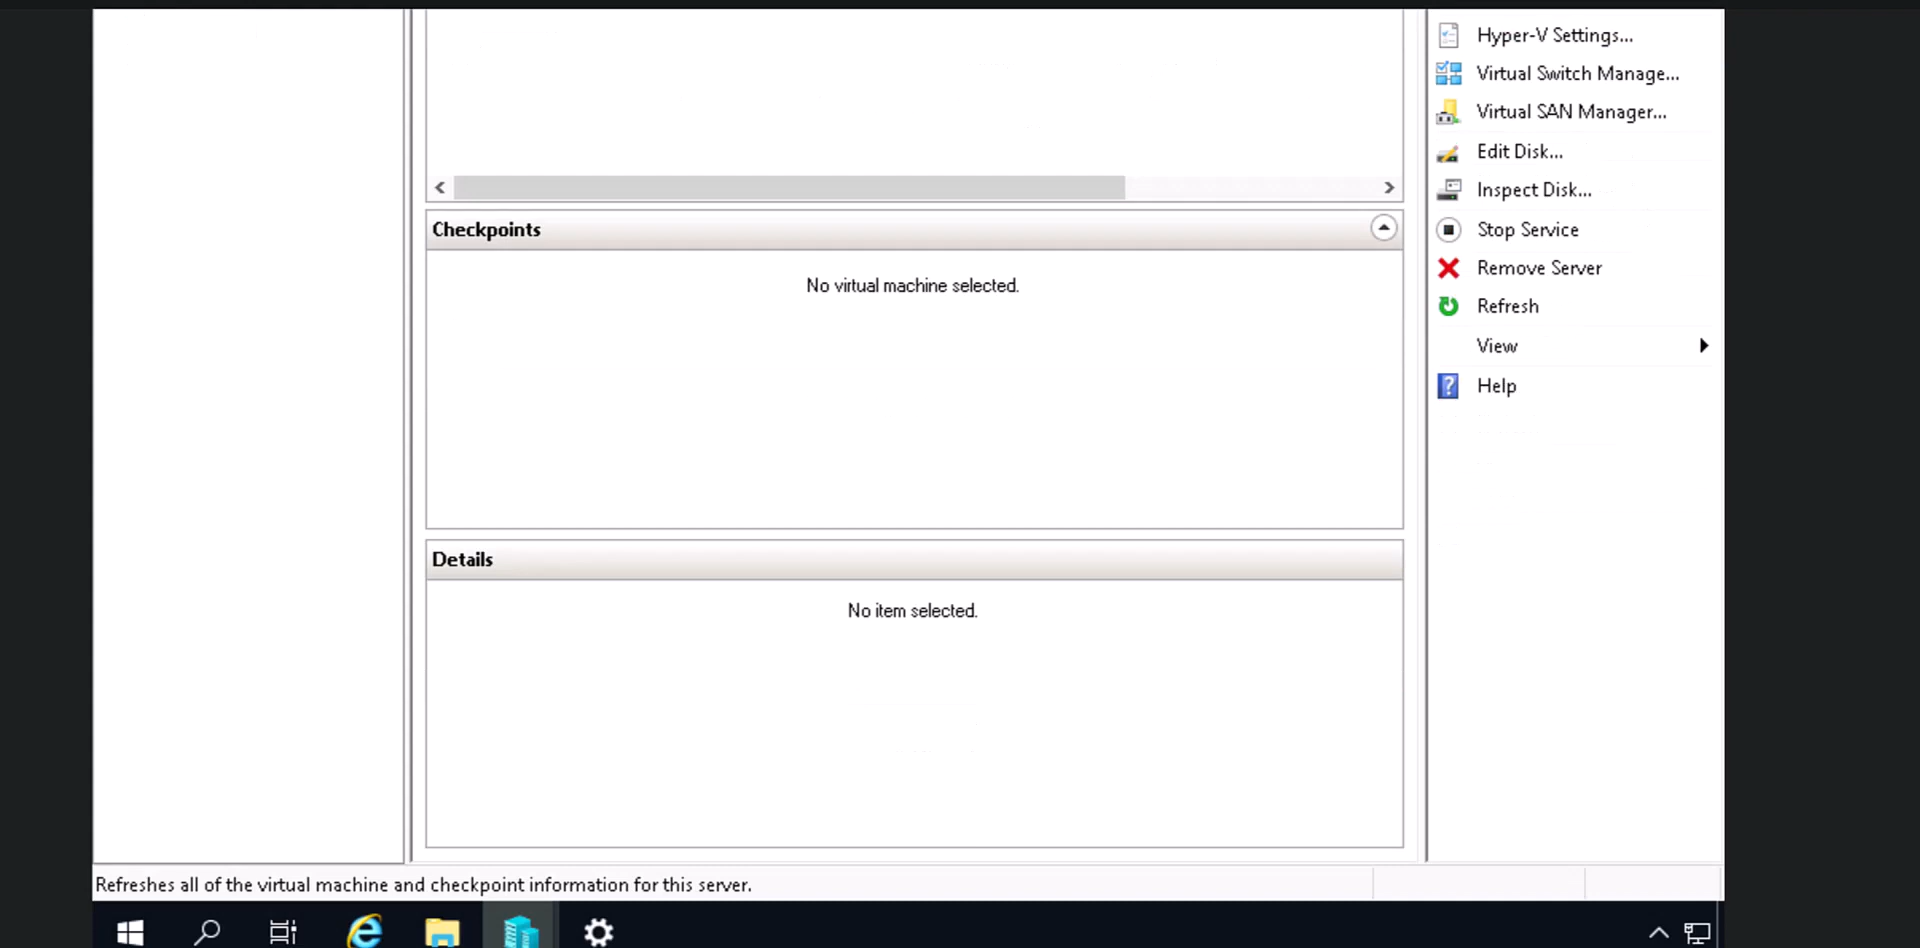 Hyper-V Settings...
Virtual Switch Manage...
Virtual SAN Manager...
Edit Disk...
Inspect Disk...
Stop Service
Remove Server
Refresh
View
Help
Checkpoints
No virtual machine selected.
Details
No item selected.
Refreshes all of the virtual machine and checkpoint information for this server.